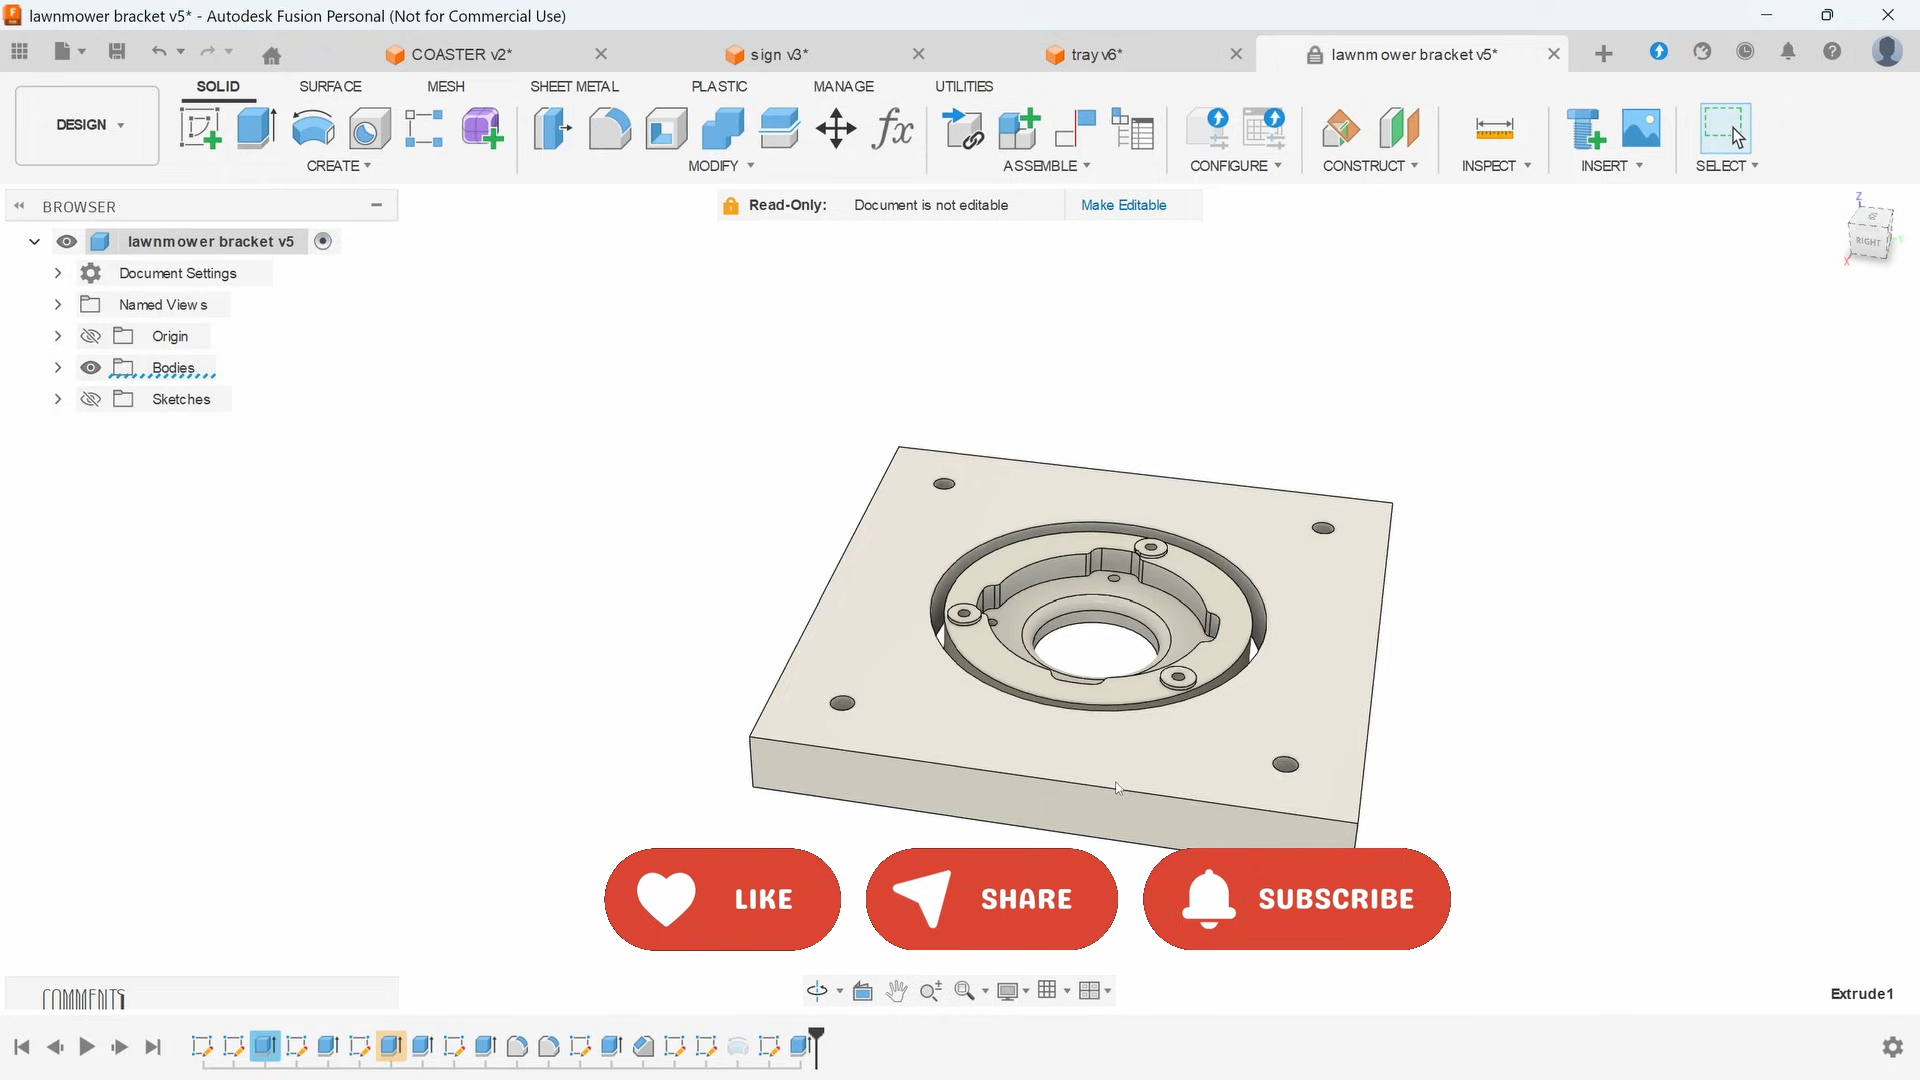 lawnmower bracket v5* - Autodesk Fusion Personal (Not for Commercial Use)
COASTER v2*
sign v3*
tray v6*
lawnmower bracket v5*
SOLID
SURFACE
MESH
SHEET METAL
PLASTIC
MANAGE
UTILITIES
DESIGN
fx
CREATE
MODIFY
ASSEMBLE
CONFIGURE
CONSTRUCT
INSPECT
INSERT
SELECT
BROWSER
Read-Only: Document is not editable
Make Editable
Z
RIGHT
X
lawnmower bracket v5
Document Settings
Named Views
Origin
Bodies
Sketches
LIKE
SHARE
SUBSCRIBE
COMMENTS
Extrude1